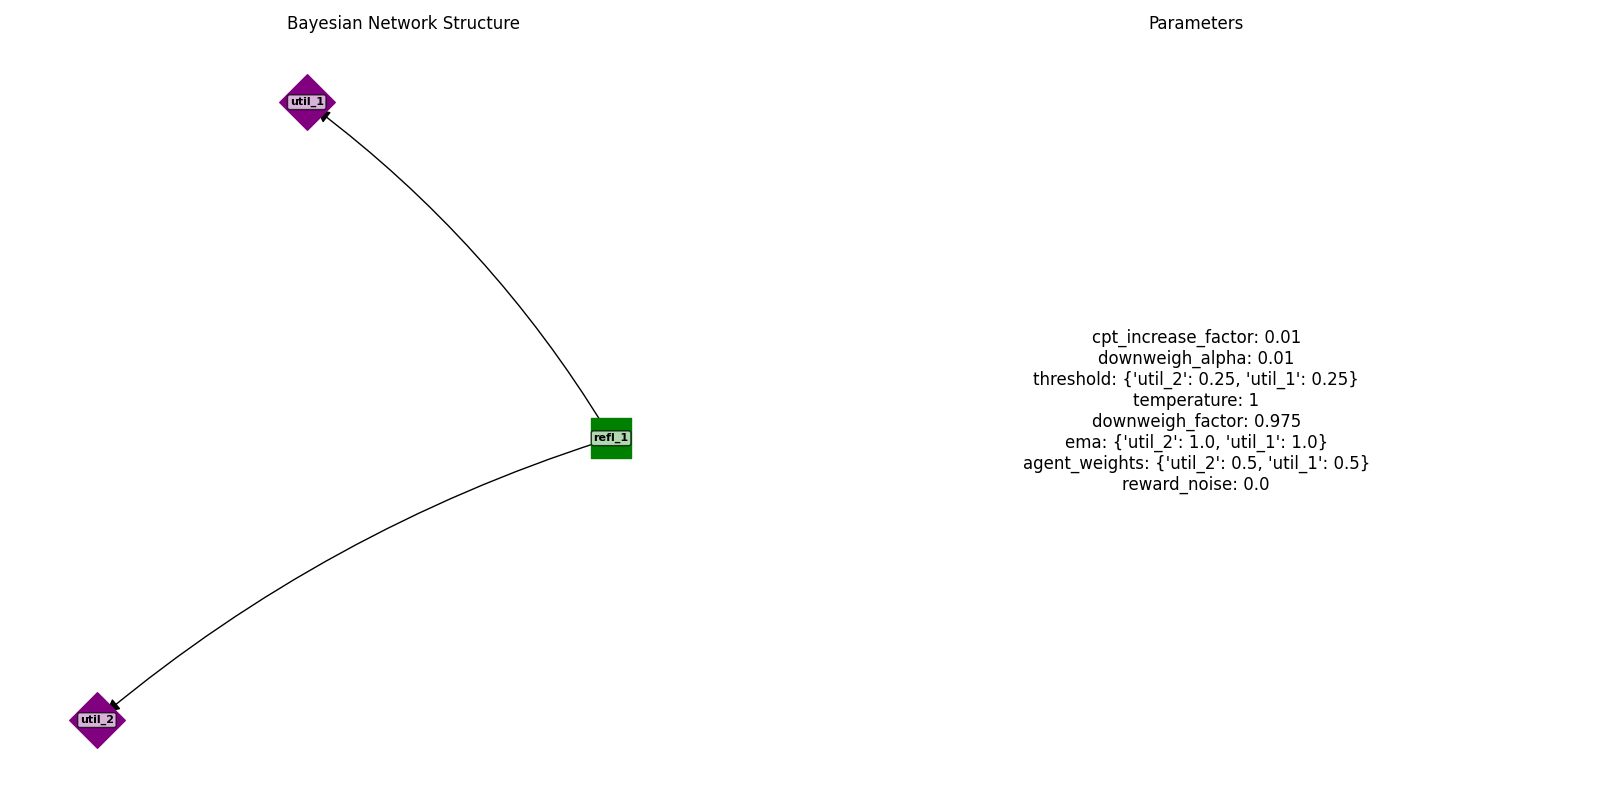 Bayesian Network Structure
Parameters
util_1
cpt_increase_factor: 0.01
downweigh_alpha: 0.01
threshold: {'util_2': 0.25, 'util_1': 0.25}
temperature: 1
downweigh_factor: 0.975
refl_1
ema: {'util_2': 1.0, 'util_1': 1.0}
agent_weights: {'util_2': 0.5, 'util_1': 0.5}
reward_noise: 0.0
util_2